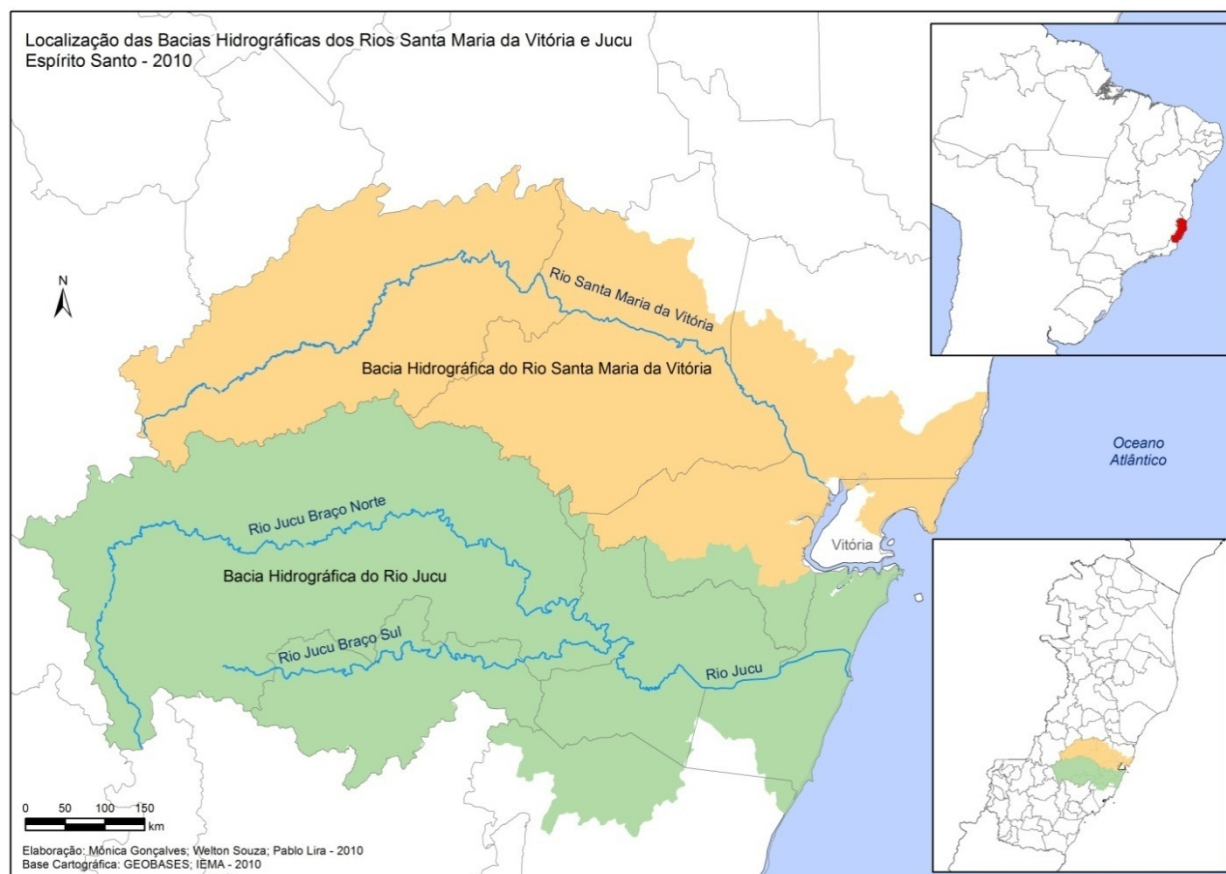 Localização das Bacias Hidrográficas dos Rios Santa Maria da Vitória e Jucu
Espírito Santo - 2010
N
Rio Santa Maria da Vitória
Bacia Hidrográfica do Rio Santa Maria da Vitória
Oceano
Atlântico
Rio Jucu Braço Norte
Vitória
Bacia Hidrográfica do Rio Jucu
Rio Jucu Braço Sul
Rio Jucu
0 50 100 150
km
Elaboração: Mônica Gonçalves; Welton Souza; Pablo Lira - 2010
Base Cartográfica: GEOBASES; IEMA - 2010